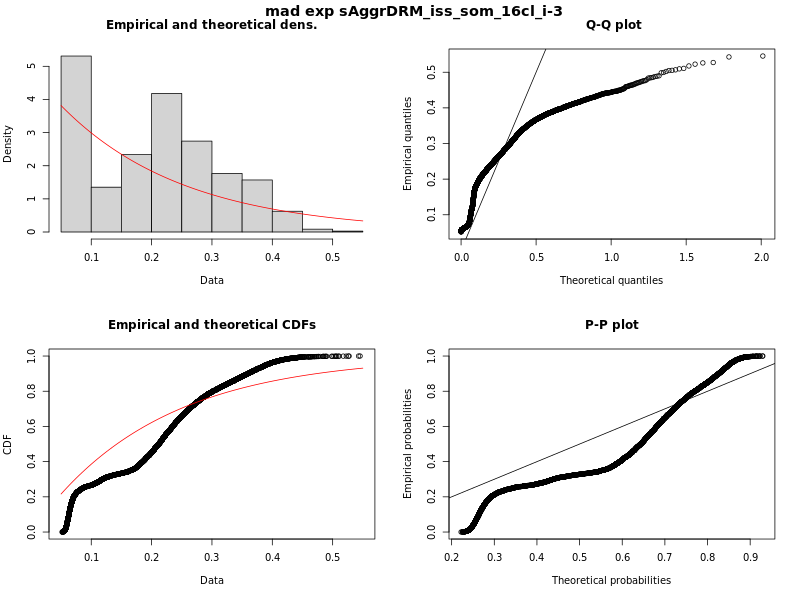 mad exp sAggrDRM_iss_som_16cl_i-3
Empirical and theoretical dens.
Density
0 1 2 3 4 5
0.1 0.2 0.3 0.4 0.5
Data
Q-Q plot
Empirical quantiles
0.1 0.2 0.3 0.4 0.5
0.0 0.5 1.0 1.5 2.0
Theoretical quantiles
Empirical and theoretical CDFs
CDF
0.0 0.2 0.4 0.6 0.8 1.0
0.1 0.2 0.3 0.4 0.5
Data
P-P plot
Empirical probabilities
0.0 0.2 0.4 0.6 0.8 1.0
0.2 0.3 0.4 0.5 0.6 0.7 0.8 0.9
Theoretical probabilities